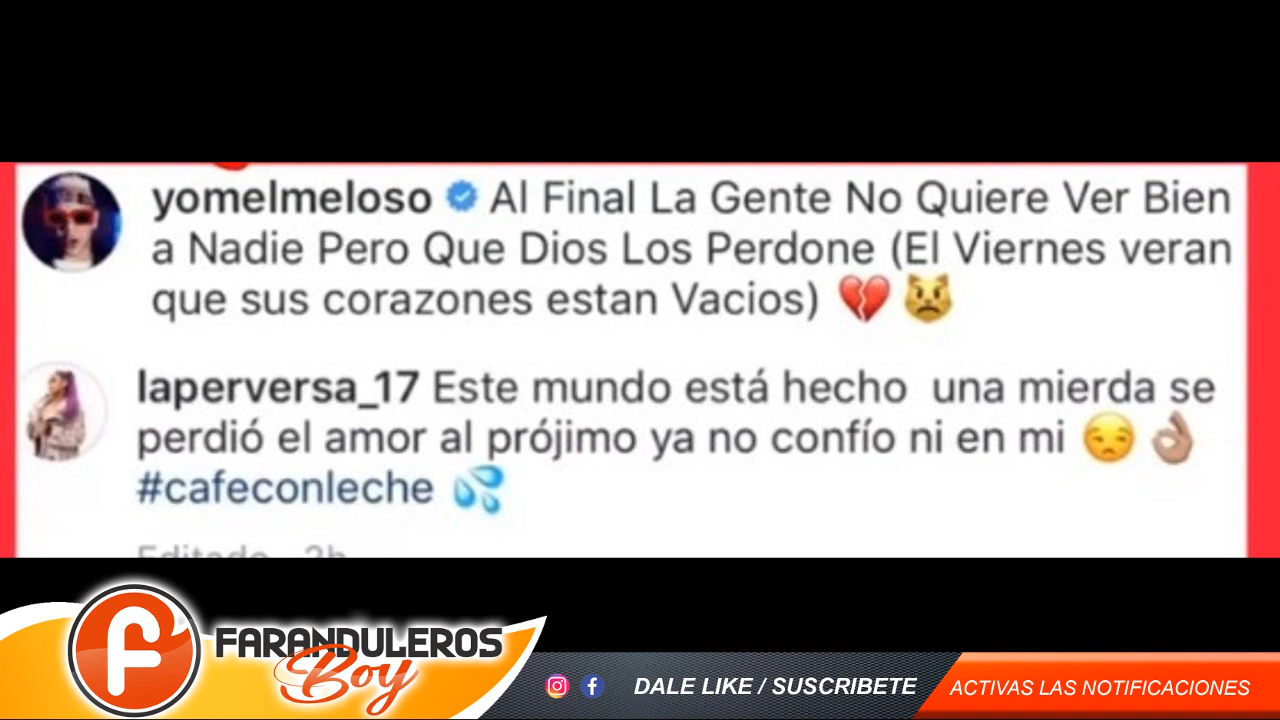 yomelmeloso Al Final La Gente No Quiere Ver Bien
a Nadie Pero Que Dios Los Perdone (El Viernes veran
que sus corazones estan Vacios) 💔 😾
laperversa_17 Este mundo está hecho una mierda se
perdió el amor al prójimo ya no confío ni en mi 😒 👌🏽
#cafeconleche 💦
Editado 2h
FARANDULEROS
Boy
DALE LIKE / SUSCRIBETE
ACTIVAS LAS NOTIFICACIONES